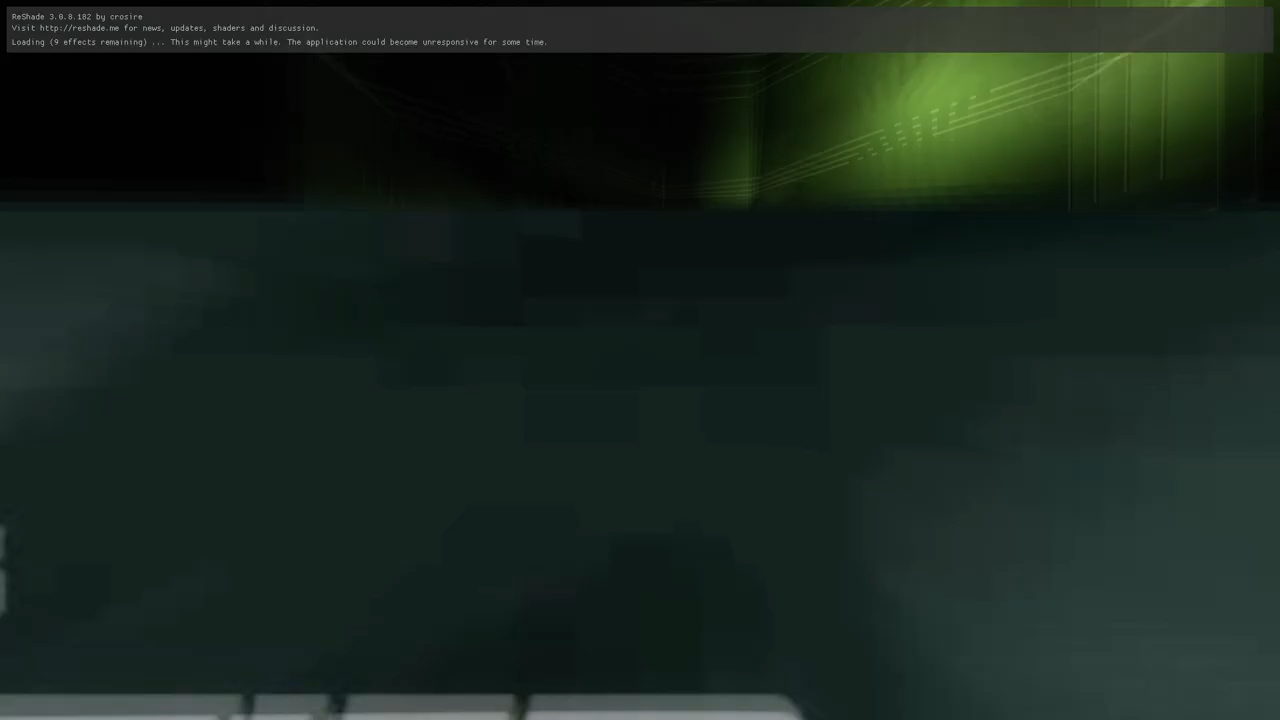 ReShade 3.0.8.182 by crosire
Visit http://reshade.me for news, updates, shaders and discussion.
Loading (9 effects remaining) ... This might take a while. The application could become unresponsive for some time.